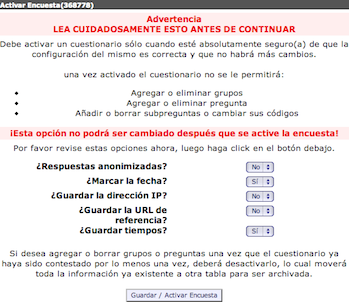 Activar Encuesta(368778)
Advertencia
LEA CUIDADOSAMENTE ESTO ANTES DE CONTINUAR
Debe activar un cuestionario sólo cuando esté absolutamente seguro(a) de que la
configuración del mismo es correcta y que no habrá más cambios.
una vez activado el cuestionario no se le permitirá:
Agregar o eliminar grupos
Agregar o eliminar pregunta
Añadir o borrar subpreguntas o cambiar sus códigos
¡Esta opción no podrá ser cambiado después que se active la encuesta!
Por favor revise estas opciones ahora, luego haga click en el botón debajo.
¿Respuestas anonimizadas? No
¿Marcar la fecha? Sí
¿Guardar la dirección IP? No
¿Guardar la URL de
referencia? No
¿Guardar tiempos? Sí
Si desea agregar o borrar grupos o preguntas una vez que el cuestionario ya
haya sido contestado por lo menos una vez, deberá desactivarlo, lo cual moverá
toda la información ya existente a otra tabla para ser archivada.
Guardar / Activar Encuesta